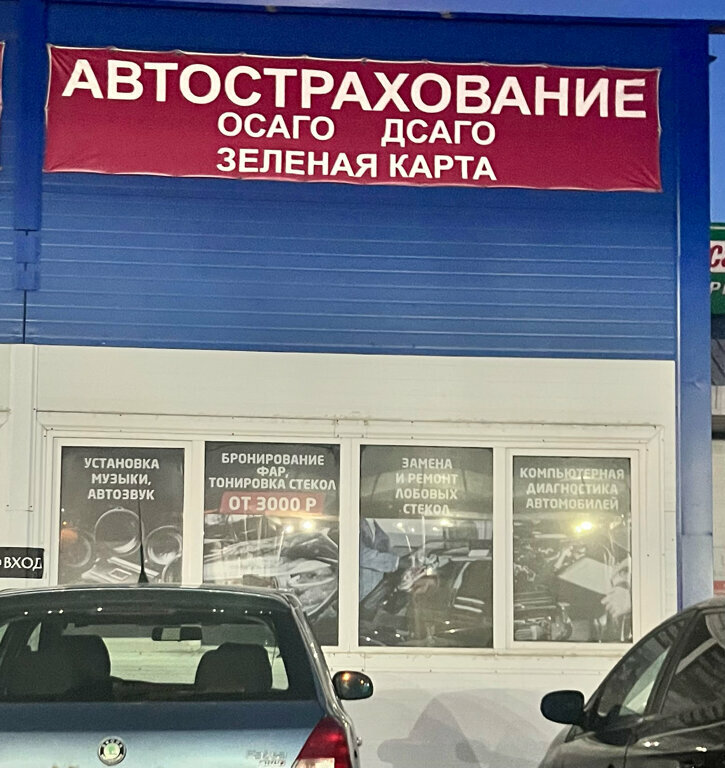 АВТОСТРАХОВАНИЕ
ОСАГО ДСАГО
ЗЕЛЕНАЯ КАРТА
УСТАНОВКА
МУЗЫКИ,
АВТОЗВУК
БРОНИРОВАНИЕ
ФАР,
ТОНИРОВКА СТЕКОЛ
ОТ 3000 Р
ЗАМЕНА
И РЕМОНТ
ЛОБОВЫХ
СТЕКОЛ
КОМПЬЮТЕРНАЯ
ДИАГНОСТИКА
АВТОМОБИЛЕЙ
ВХОД